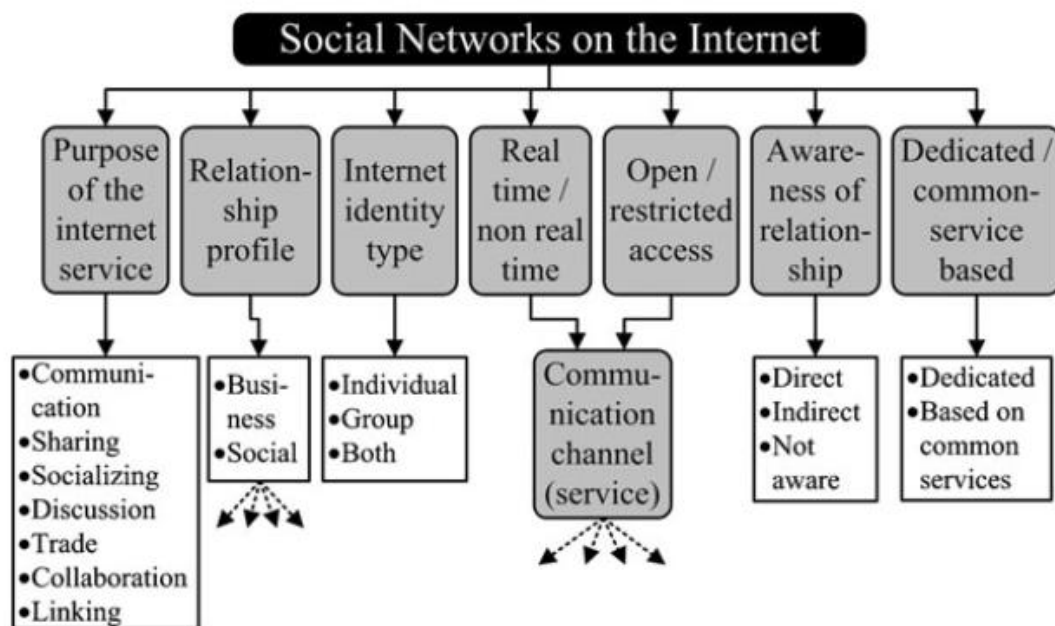 Social Networks on the Internet
Purpose
of the
internet
service
Relation-
ship
profile
Internet
identity
type
Real
time /
non real
time
Open /
restricted
access
Aware-
ness of
relation-
ship
Dedicated /
common-
service
based
•Communi-
cation
•Sharing
•Socializing
•Discussion
•Trade
•Collaboration
•Linking
•Busi-
ness
•Social
•Individual
•Group
•Both
Commu-
nication
channel
(service)
•Direct
•Indirect
•Not
aware
•Dedicated
•Based on
common
services